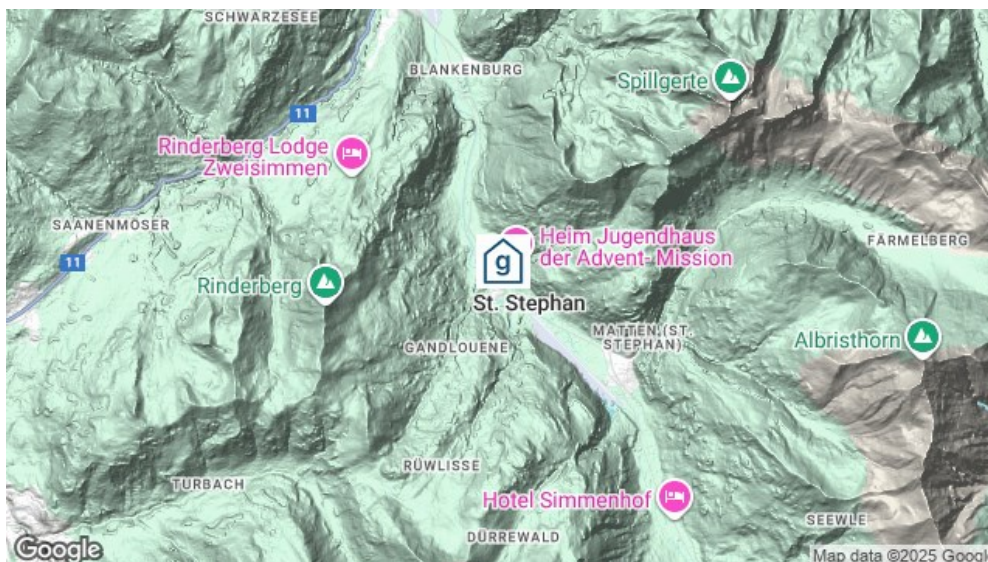 SCHWARZESEE
BLANKENBURG
Spillgerte
11
Rinderberg Lodge
Zweisimmen
SAANENMÖSER
Heim Jugendhaus
der Advent- Mission
FÄRMELBERG
11
g
Rinderberg
St. Stephan
MATTEN (ST.
STEPHAN)
Albristhorn
GANDLOUENE
RÜWLISSE
TURBACH
Hotel Simmenhof
SEEWLE
DÜRREWALD
Google
Map data ©2025 Google